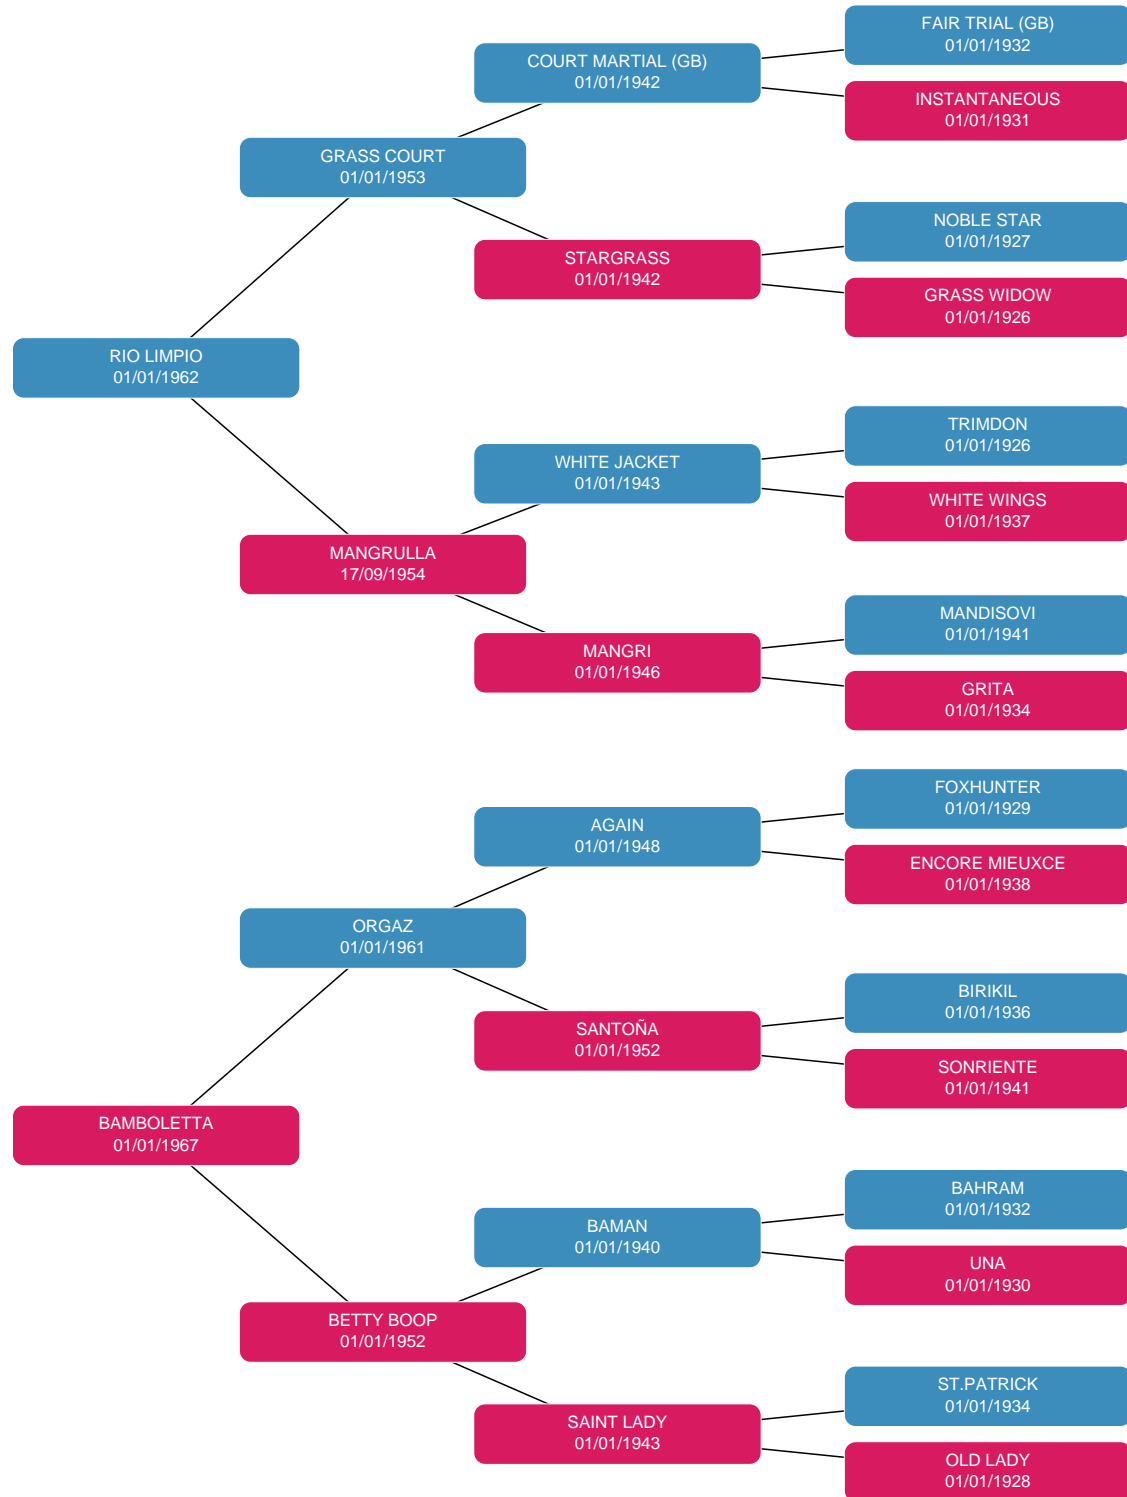 FAIR TRIAL (GB)
01/01/1932
COURT MARTIAL (GB)
01/01/1942
INSTANTANEOUS
01/01/1931
GRASS COURT
01/01/1953
NOBLE STAR
01/01/1927
STARGRASS
01/01/1942
GRASS WIDOW
01/01/1926
RIO LIMPIO
01/01/1962
TRIMDON
01/01/1926
WHITE JACKET
01/01/1943
WHITE WINGS
01/01/1937
MANGRULLA
17/09/1954
MANDISOVI
01/01/1941
MANGRI
01/01/1946
GRITA
01/01/1934
FOXHUNTER
01/01/1929
AGAIN
01/01/1948
ENCORE MIEUXCE
01/01/1938
ORGAZ
01/01/1961
BIRIKIL
01/01/1936
SANTOÑA
01/01/1952
SONRIENTE
01/01/1941
BAMBOLETTA
01/01/1967
BAHRAM
01/01/1932
BAMAN
01/01/1940
UNA
01/01/1930
BETTY BOOP
01/01/1952
ST.PATRICK
01/01/1934
SAINT LADY
01/01/1943
OLD LADY
01/01/1928